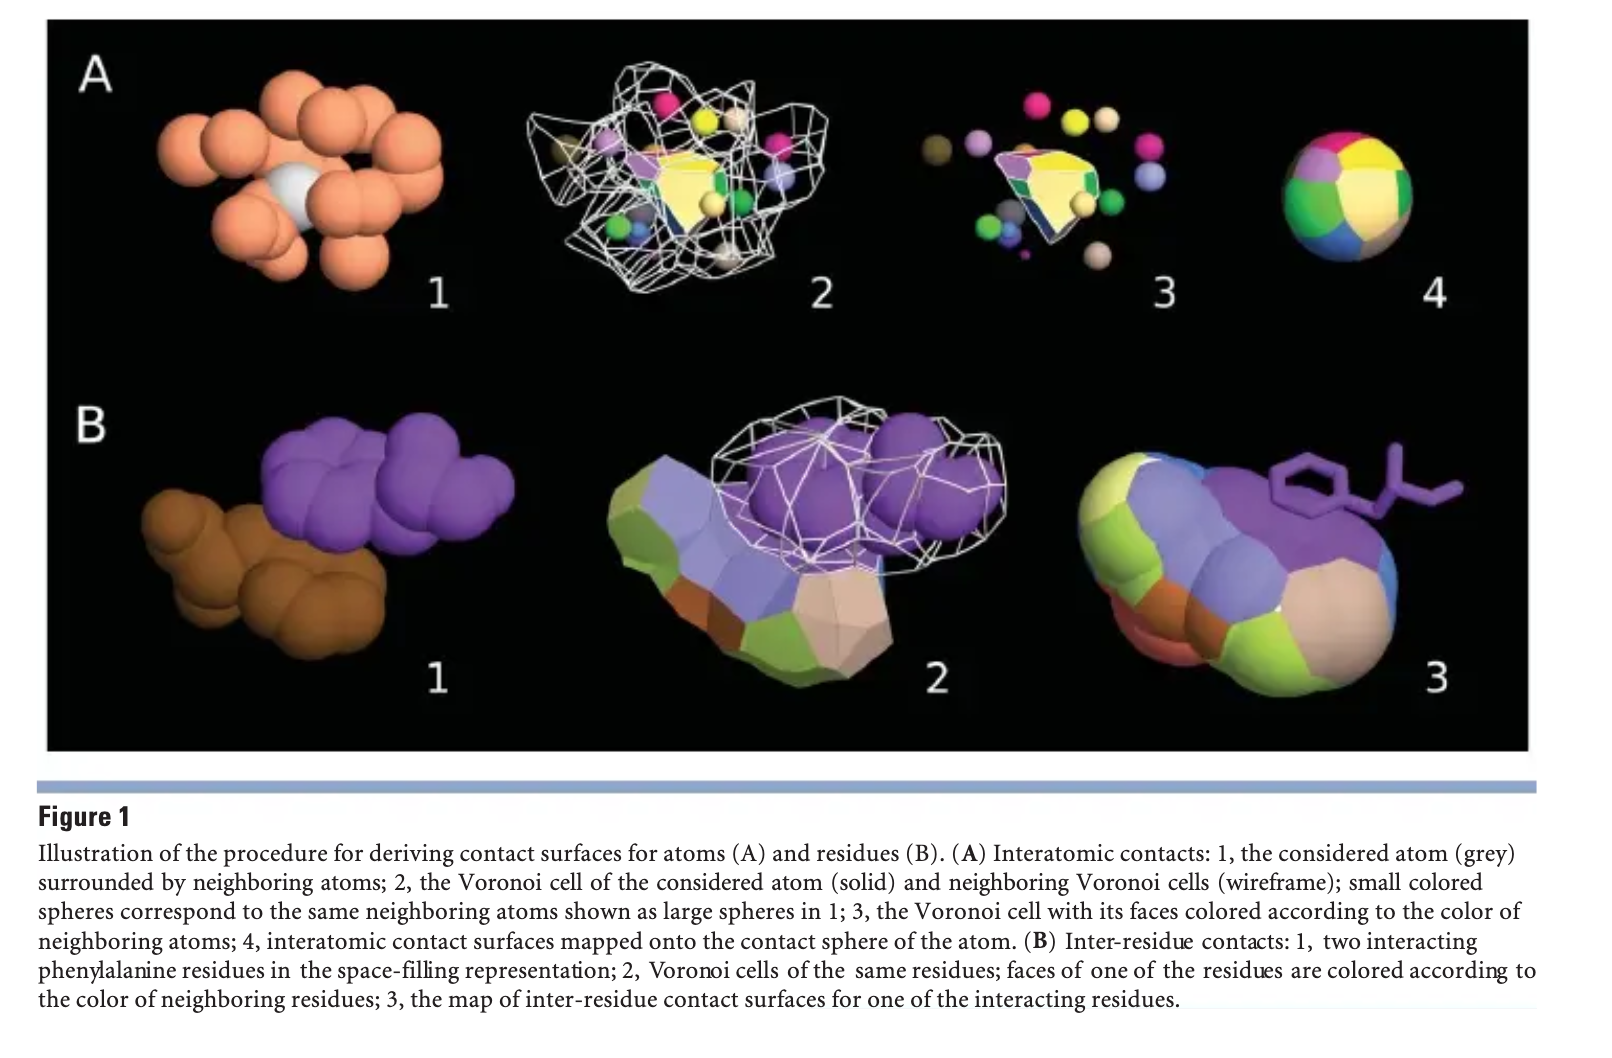 A
1
2
3
4
B
1
2
3
Figure 1
Illustration of the procedure for deriving contact surfaces for atoms (A) and residues (B). (A) Interatomic contacts: 1, the considered atom (grey)
surrounded by neighboring atoms; 2, the Voronoi cell of the considered atom (solid) and neighboring Voronoi cells (wireframe); small colored
spheres correspond to the same neighboring atoms shown as large spheres in 1; 3, the Voronoi cell with its faces colored according to the color of
neighboring atoms; 4, interatomic contact surfaces mapped onto the contact sphere of the atom. (B) Inter-residue contacts: 1, two interacting
phenylalanine residues in the space-filling representation; 2, Voronoi cells of the same residues; faces of one of the residues are colored according to
the color of neighboring residues; 3, the map of inter-residue contact surfaces for one of the interacting residues.